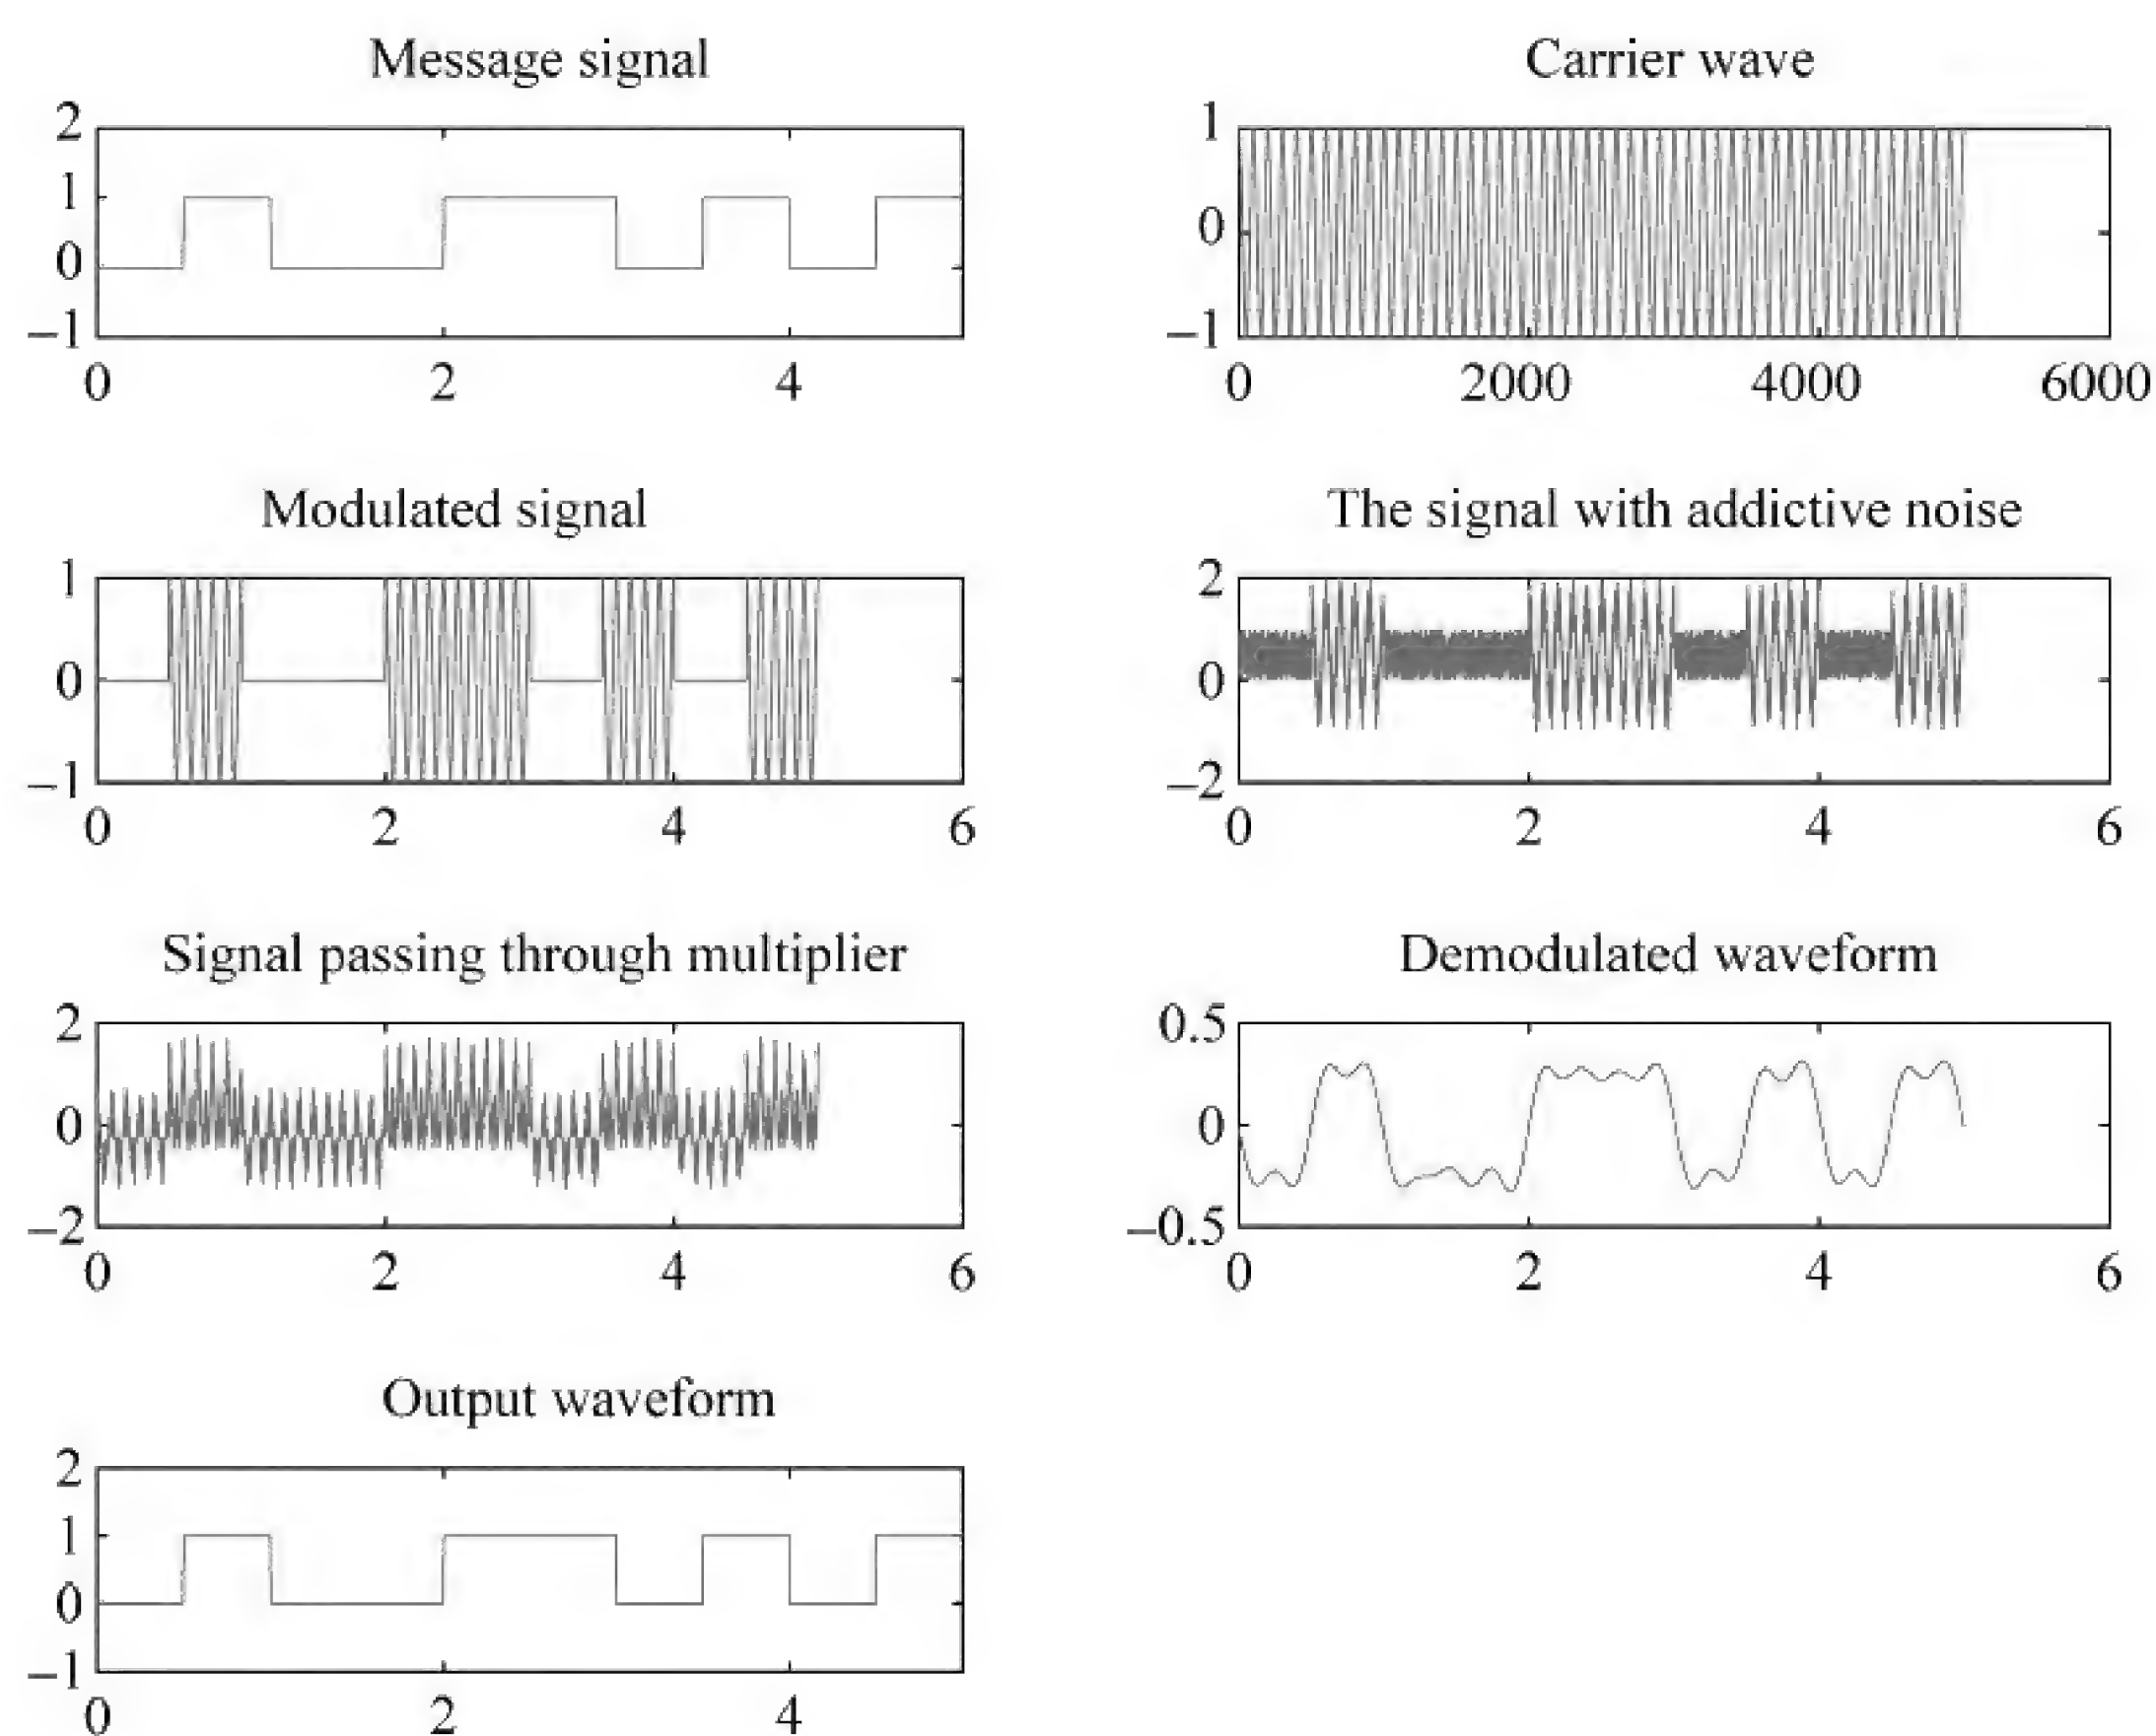 Message signal
2
1
0
−1
0 2 4
Carrier wave
1
0
−1
0 2000 4000 6000
Modulated signal
1
0
−1
0 2 4 6
The signal with addictive noise
2
0
−2
0 2 4 6
Signal passing through multiplier
2
0
−2
0 2 4 6
Demodulated waveform
0.5
0
−0.5
0 2 4 6
Output waveform
2
1
0
−1
0 2 4